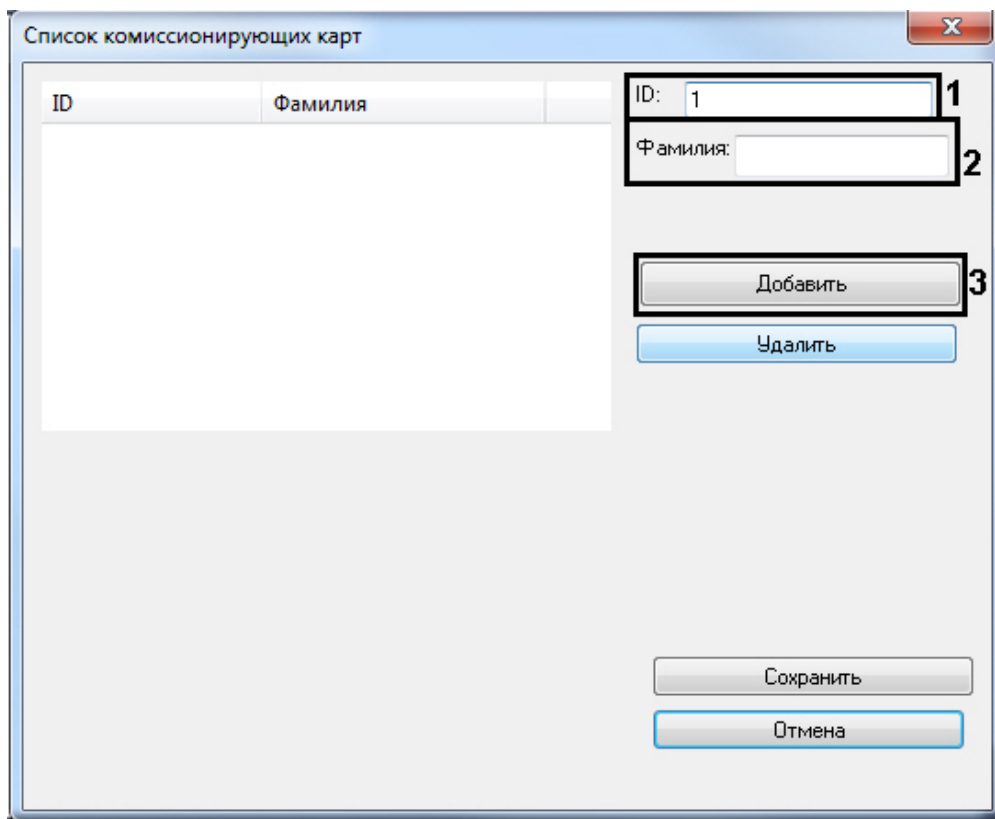 Список комиссионирующих карт
ID Фамилия
ID: 1 1
Фамилия: 2
Добавить 3
Удалить
Сохранить
Отмена